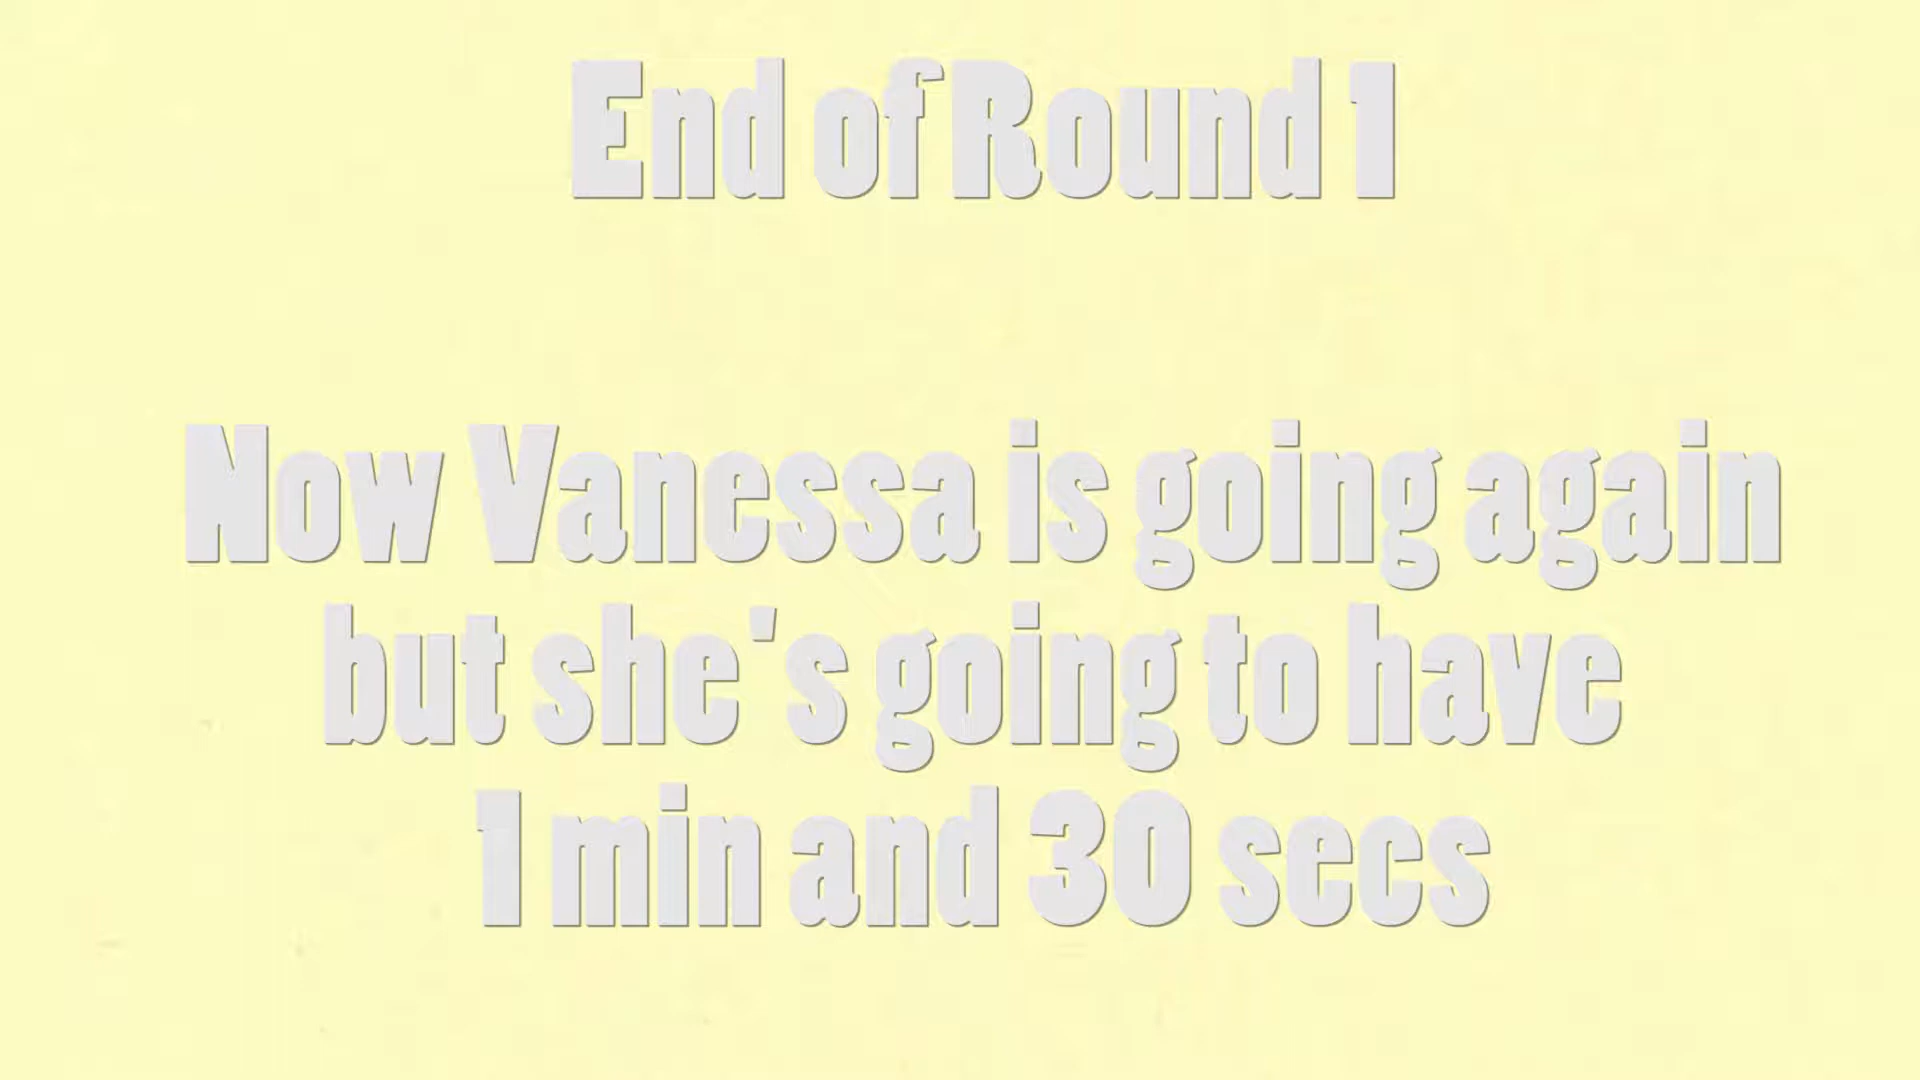 End of Round 1
Now Vanessa is going again
but she's going to have
1 min and 30 secs